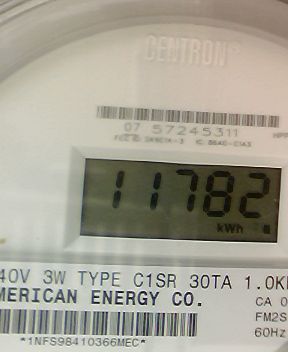 CENTRON®
07 57245311
11782
kWh
40V 3W TYPE C1SR 30TA 1.0K
MERICAN ENERGY CO.
CA 0
FM2S
60Hz
*1NFS98410366MEC*